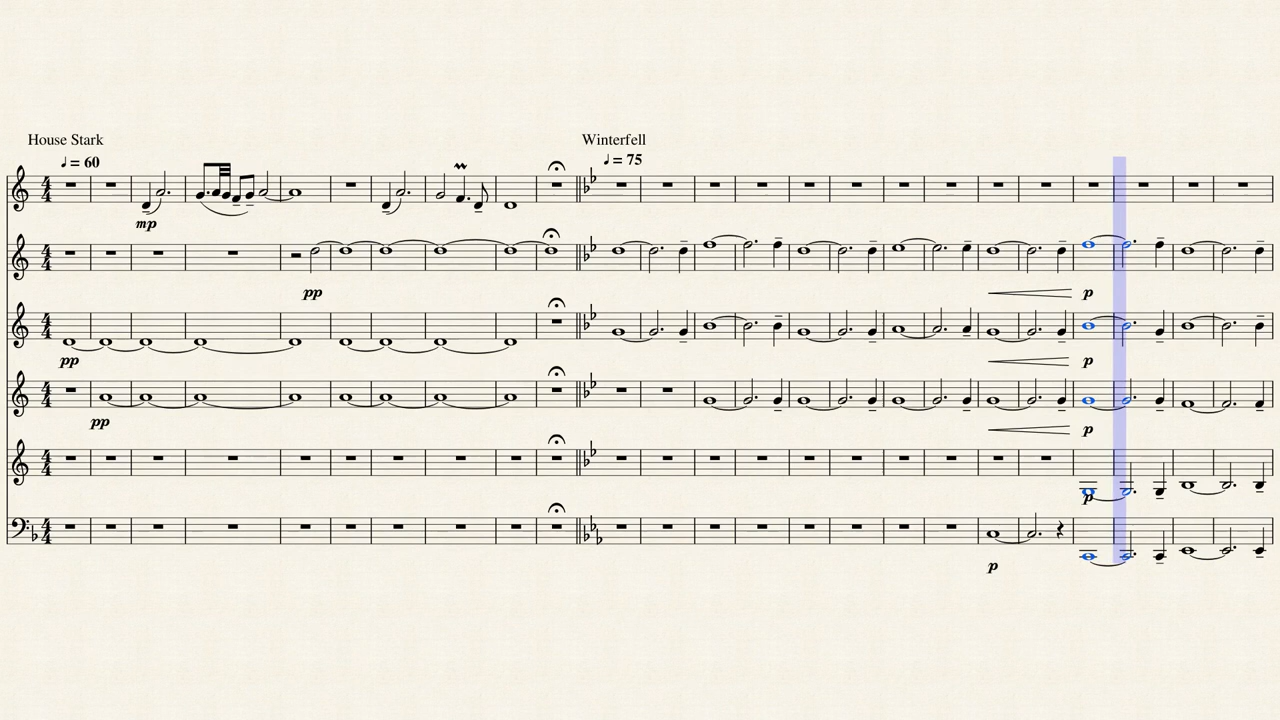 House Stark
Winterfell
♩ = 60
♩ = 75
mp
pp
p
pp
p
pp
p
p
p